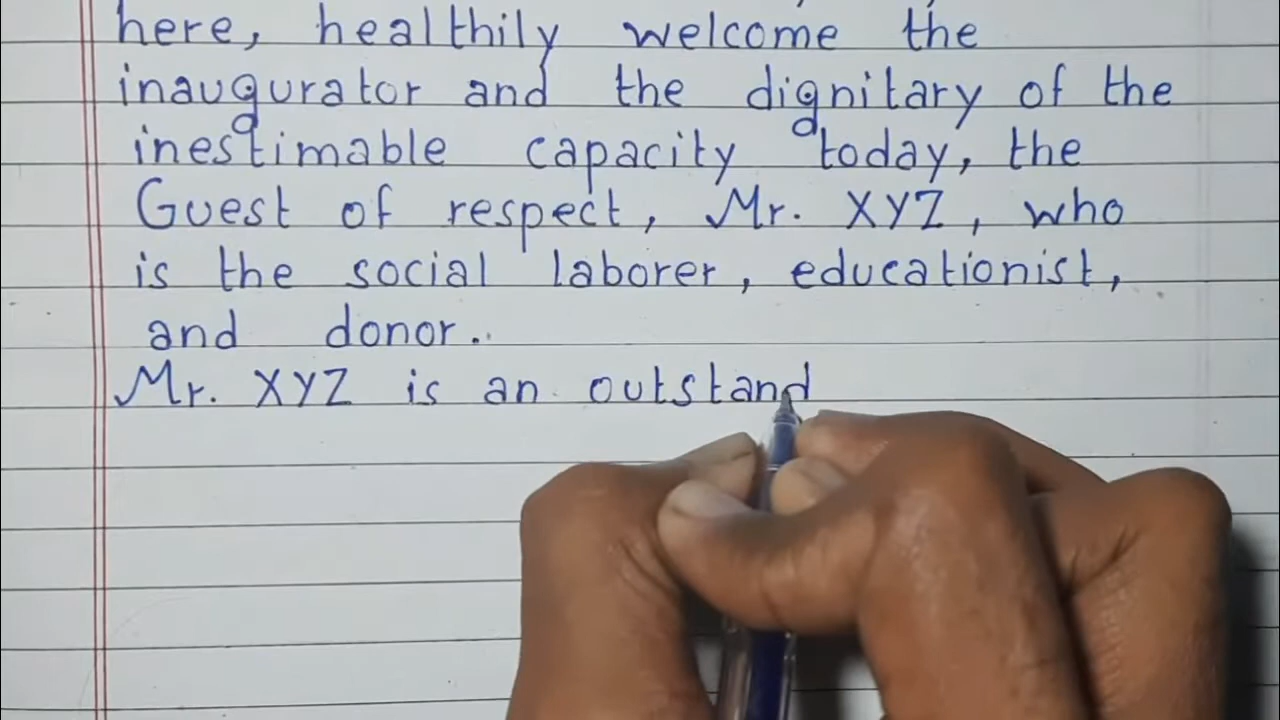 here, healthily welcome the
inaugurator and the dignitary of the
inestimable capacity today, the
Guest of respect, Mr. XYZ, who
is the social laborer, educationist,
and donor.
Mr. XYZ is an outstand